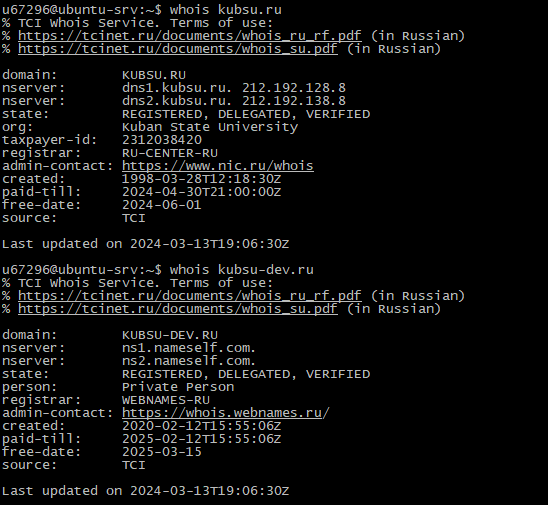 u67296@ubuntu-srv:~$ whois kubsu.ru
% TCI Whois Service. Terms of use:
% https://tcinet.ru/documents/whois_ru_rf.pdf (in Russian)
% https://tcinet.ru/documents/whois_su.pdf (in Russian)

domain:        KUBSU.RU
nserver:       dns1.kubsu.ru. 212.192.128.8
nserver:       dns2.kubsu.ru. 212.192.138.8
state:         REGISTERED, DELEGATED, VERIFIED
org:           Kuban State University
taxpayer-id:   2312038420
registrar:     RU-CENTER-RU
admin-contact: https://www.nic.ru/whois
created:       1998-03-28T12:18:30Z
paid-till:     2024-04-30T21:00:00Z
free-date:     2024-06-01
source:        TCI

Last updated on 2024-03-13T19:06:30Z

u67296@ubuntu-srv:~$ whois kubsu-dev.ru
% TCI Whois Service. Terms of use:
% https://tcinet.ru/documents/whois_ru_rf.pdf (in Russian)
% https://tcinet.ru/documents/whois_su.pdf (in Russian)

domain:        KUBSU-DEV.RU
nserver:       ns1.nameself.com.
nserver:       ns2.nameself.com.
state:         REGISTERED, DELEGATED, VERIFIED
person:        Private Person
registrar:     WEBNAMES-RU
admin-contact: https://whois.webnames.ru/
created:       2020-02-12T15:55:06Z
paid-till:     2025-02-12T15:55:06Z
free-date:     2025-03-15
source:        TCI

Last updated on 2024-03-13T19:06:30Z